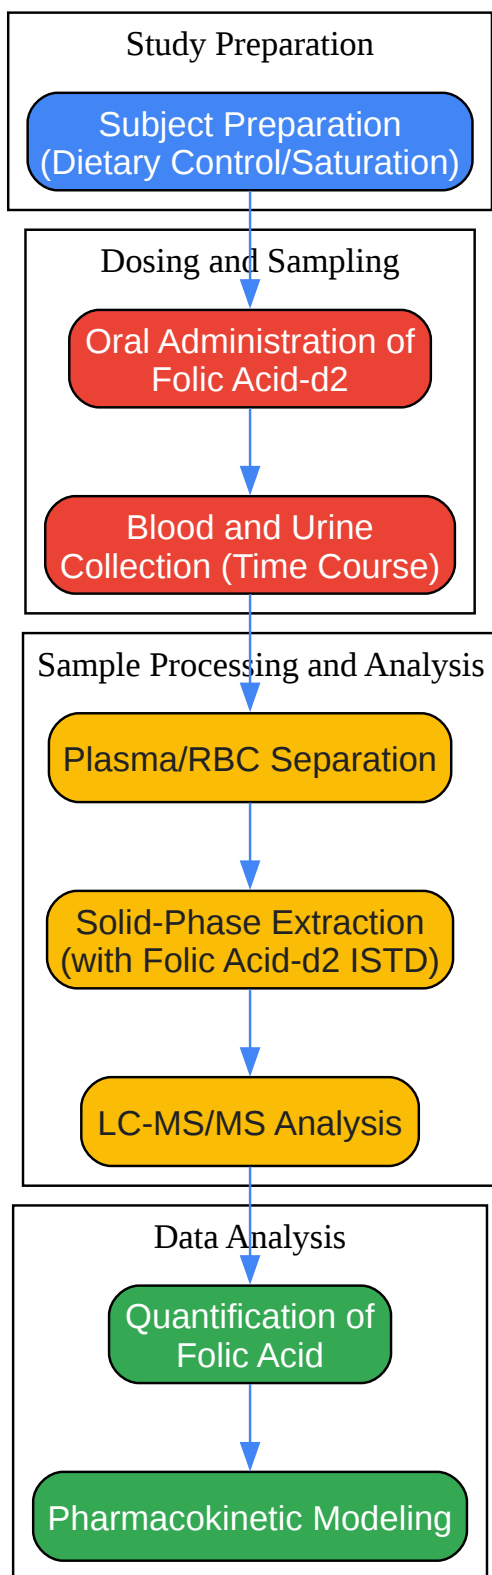 Study Preparation
Subject Preparation
(Dietary Control/Saturation)
Dosing and Sampling
Oral Administration of
Folic Acid-d2
Blood and Urine
Collection (Time Course)
Sample Processing and Analysis
Plasma/RBC Separation
Solid-Phase Extraction
(with Folic Acid-d2 ISTD)
LC-MS/MS Analysis
Data Analysis
Quantification of
Folic Acid
Pharmacokinetic Modeling